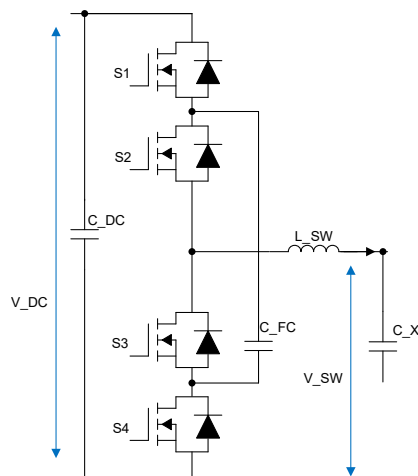 S1
S2
C_DC
L_SW
V_DC
C_X
S3
C_FC
V_SW
S4